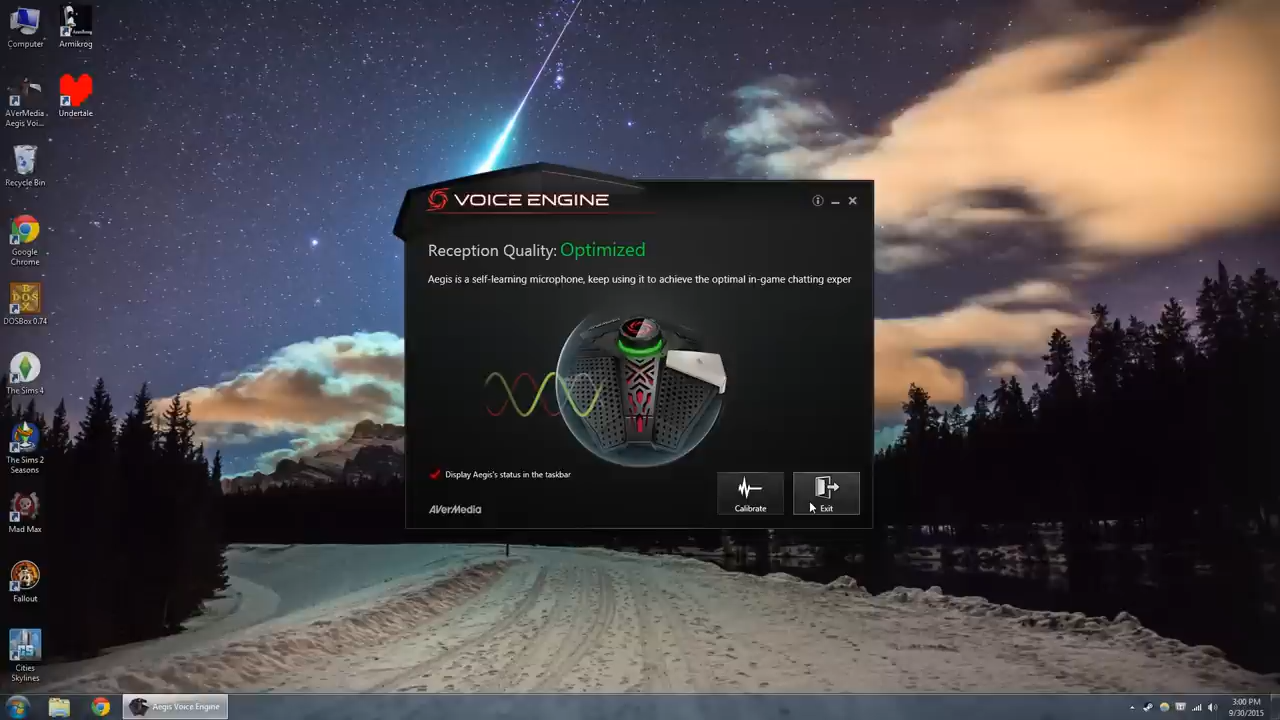 Computer
Armikrog
AVerMedia
Aegis Voi...
Undertale
Recycle Bin
Google
Chrome
DOSBox 0.74
The Sims 4
The Sims 2
Seasons
Mad Max
Fallout
Cities
Skylines
VOICE ENGINE
Reception Quality: Optimized
Aegis is a self-learning microphone, keep using it to achieve the optimal in-game chatting exper
Display Aegis's status in the taskbar
AVerMedia
Calibrate
Exit
Aegis Voice Engine
3:00 PM
9/30/2015